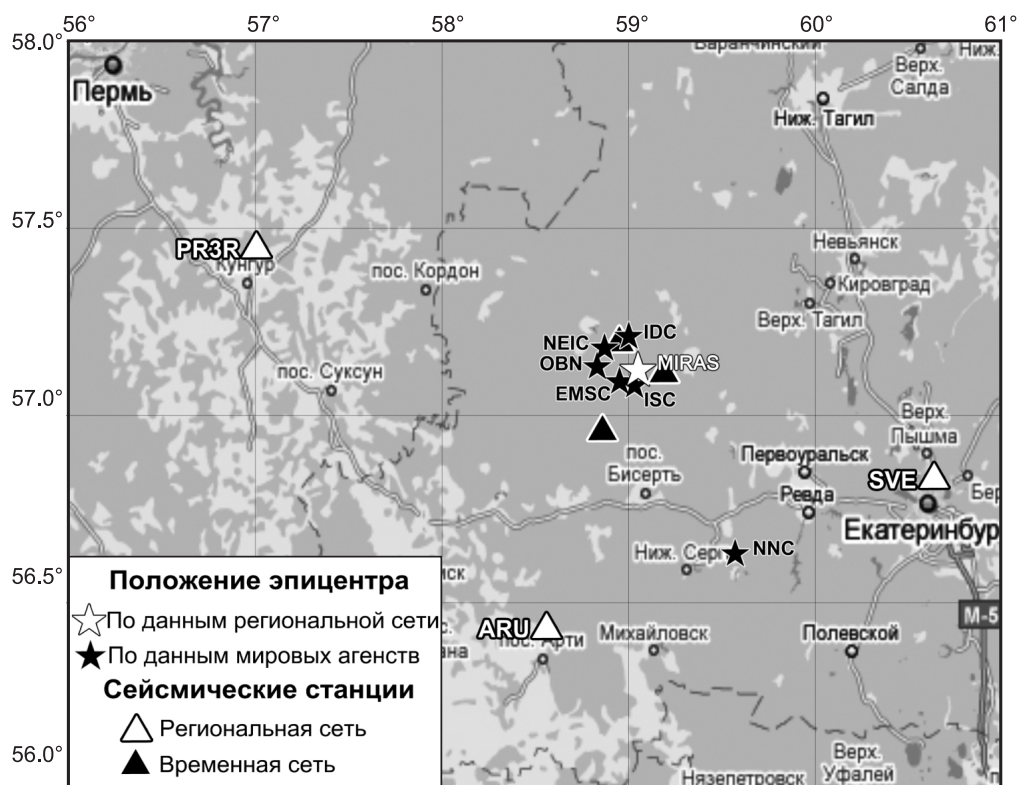 56° 57° 58° 59° 60° 61°
58.0°
57.5°
57.0°
56.5°
56.0°
Варанчинский
Ниж.
Верх.
Салда
Пермь
Ниж. Тагил
PR3R
Кунгур
пос. Кордон
Невьянск
Кировград
Верх. Тагил
IDC
NEIC
OBN
MIRAS
EMSC
ISC
пос. Суксун
Верх.
Пышма
пос.
Бисерть
Первоуральск
SVE
Ревда
Бер
Екатеринбур
Ниж. Серг
NNC
М-5
ARU
пос. Арти
Михайловск
Полевской
Верх.
Уфалей
Нязепетровск
Положение эпицентра
По данным региональной сети
По данным мировых агенств
Сейсмические станции
Региональная сеть
Временная сеть